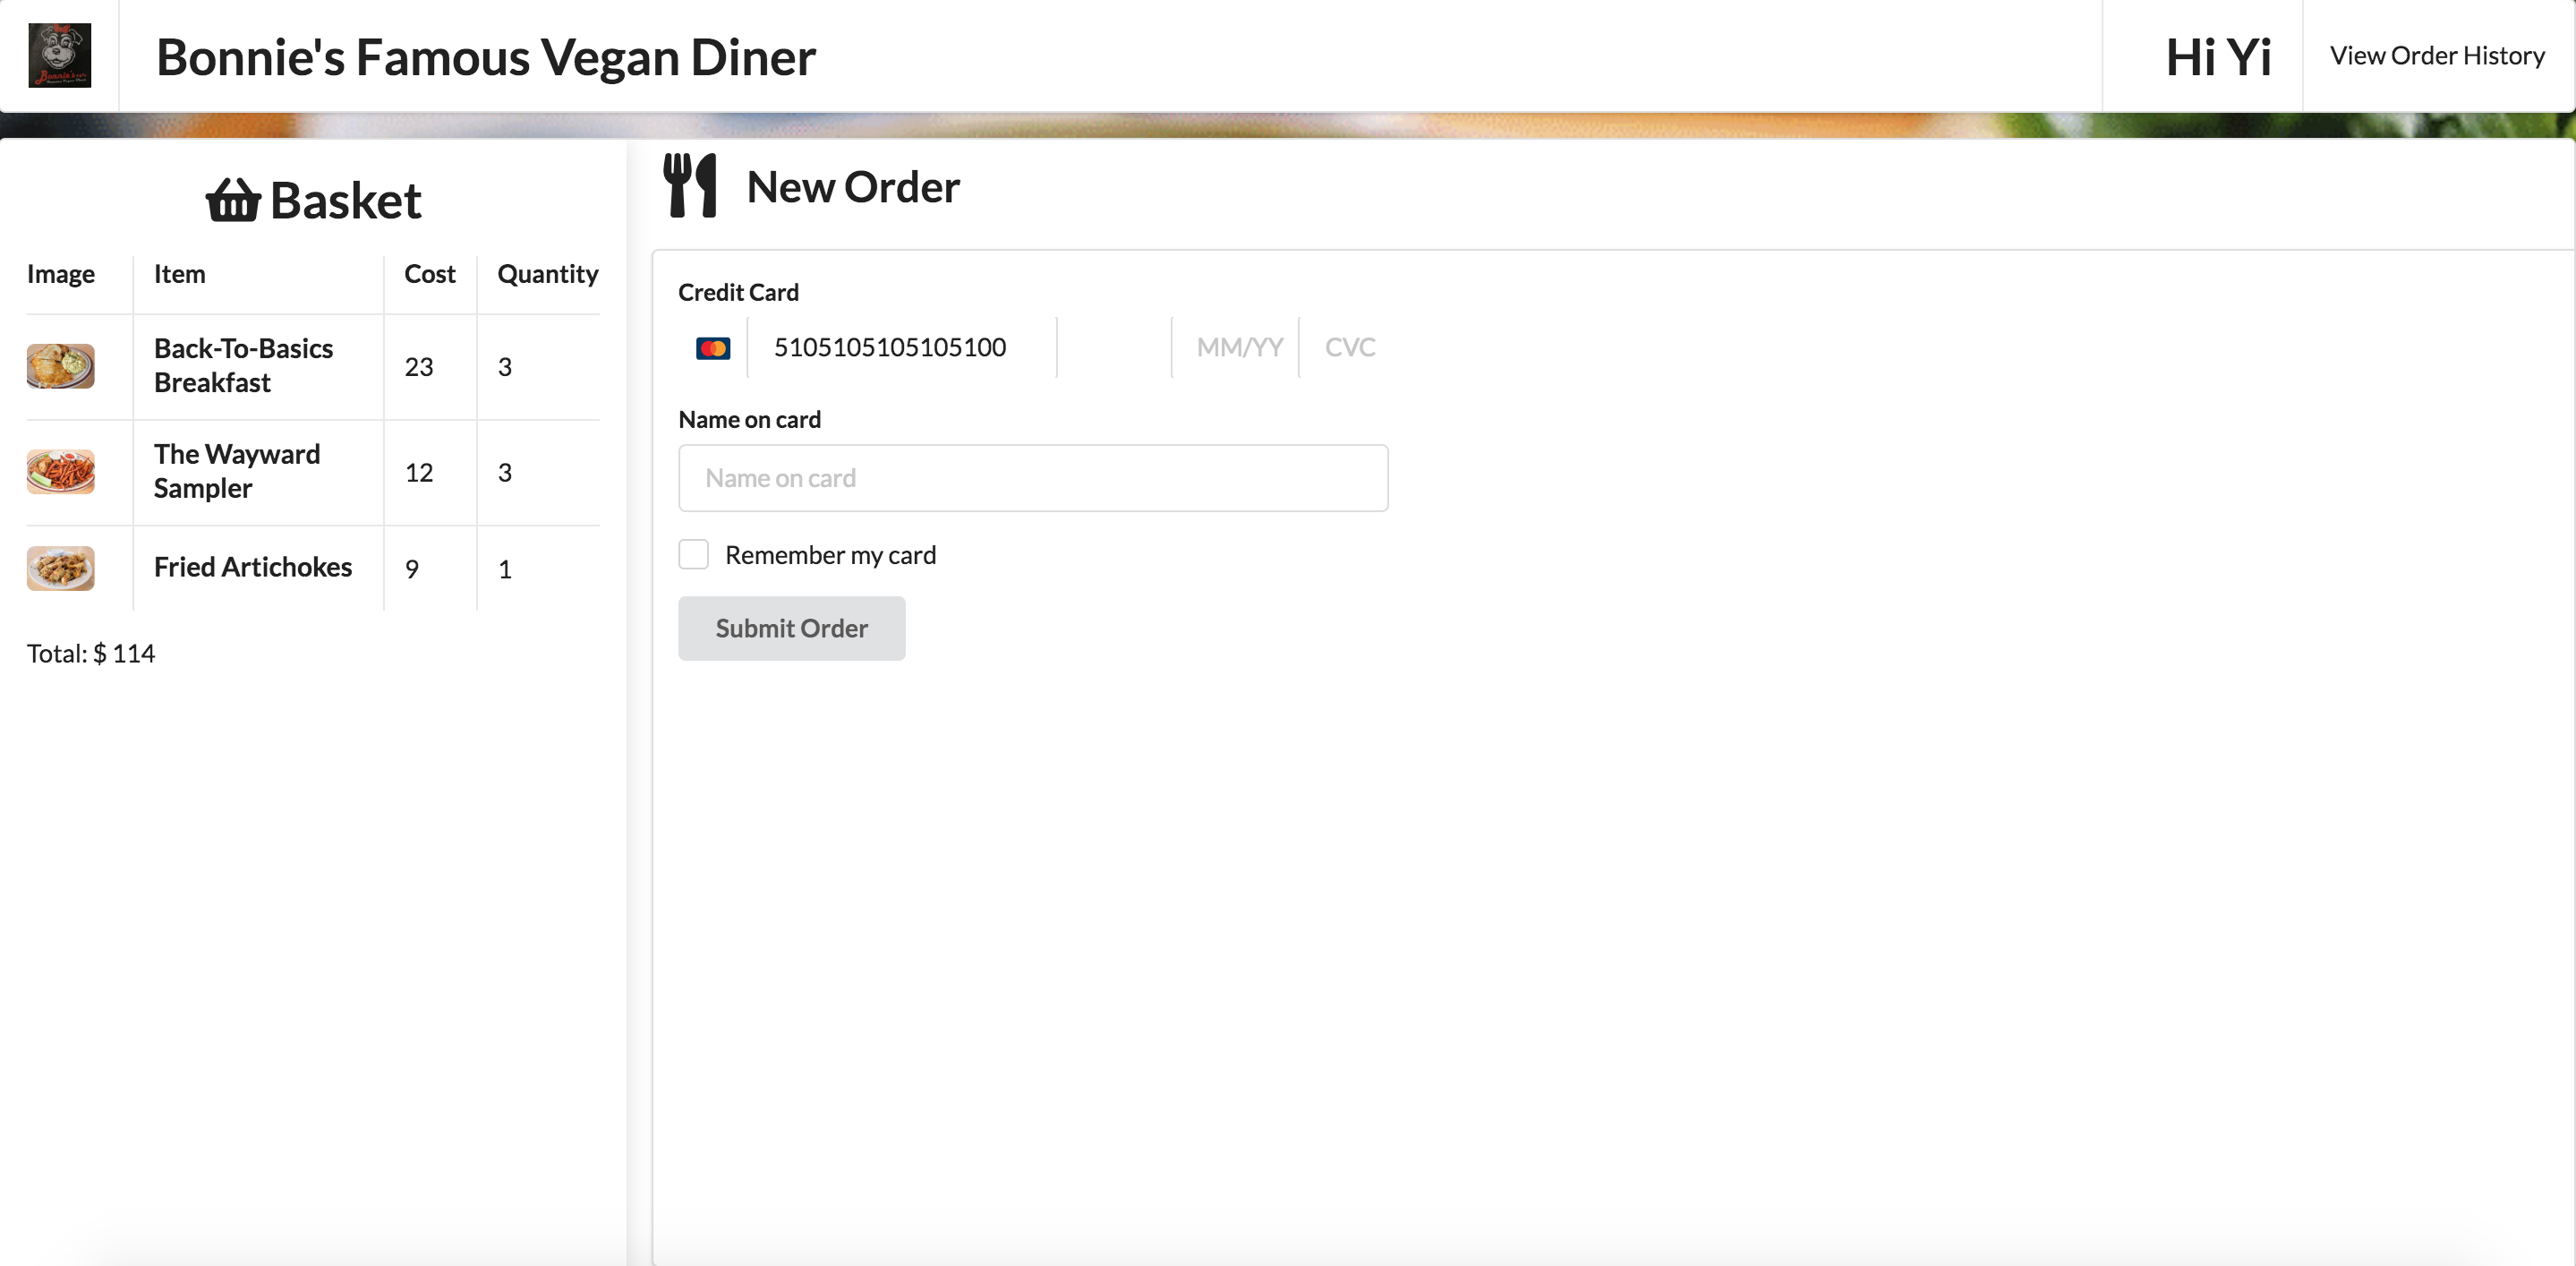 Bonnie's Famous Vegan Diner
Hi Yi
View Order History
Basket
Image Item Cost Quantity
Back-To-Basics
Breakfast
23 3
The Wayward
Sampler
12 3
Fried Artichokes 9 1
Total: $ 114
New Order
Credit Card
5105105105105100 MM/YY CVC
Name on card
Name on card
Remember my card
Submit Order